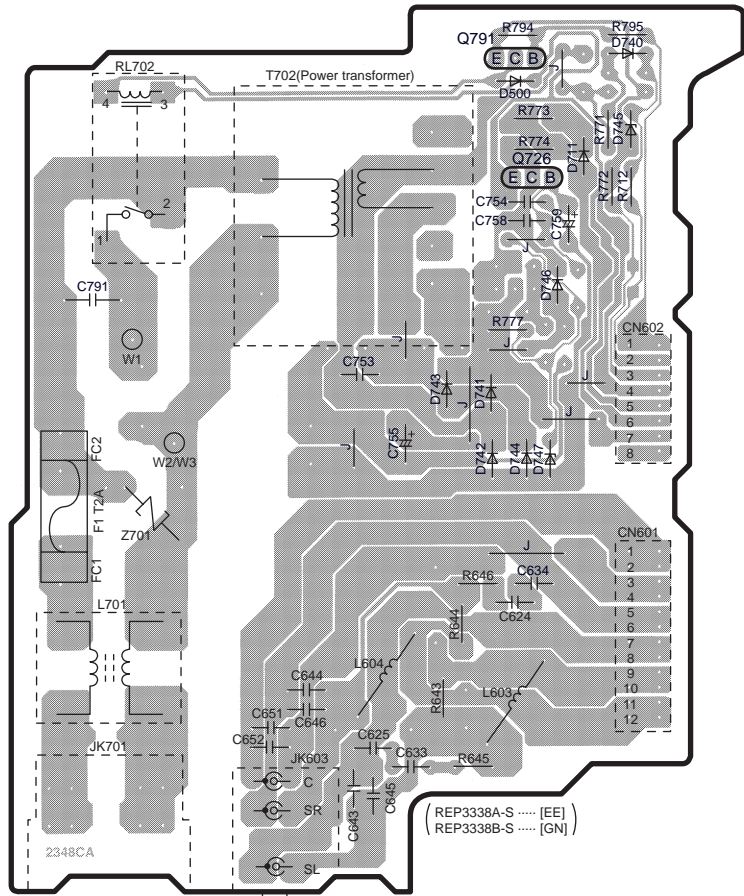 R794
R795
Q791
E C B
D740
J
RL702
T702(Power transformer)
D500
4
3
R773
R771
D745
R774
D711
Q726
E C B
R772
R712
C754
C758
C759
2
1
J
D746
C791
R777
CN602
W1
J
J
1
2
3
4
5
6
7
8
C753
D743
J
D741
J
J
J
C755
+
D742
D744
D747
W2/W3
FC2
F1 T2A
FC1
Z701
CN601
J
1
2
3
4
5
6
7
8
9
10
11
12
R646
C634
C624
L701
R644
L604
C644
C646
R643
L603
C651
C652
C625
C633
R645
JK701
JK603
C
SR
SL
C643
C645
REP3338A-S ····· [EE]
REP3338B-S ····· [GN]
2348CA